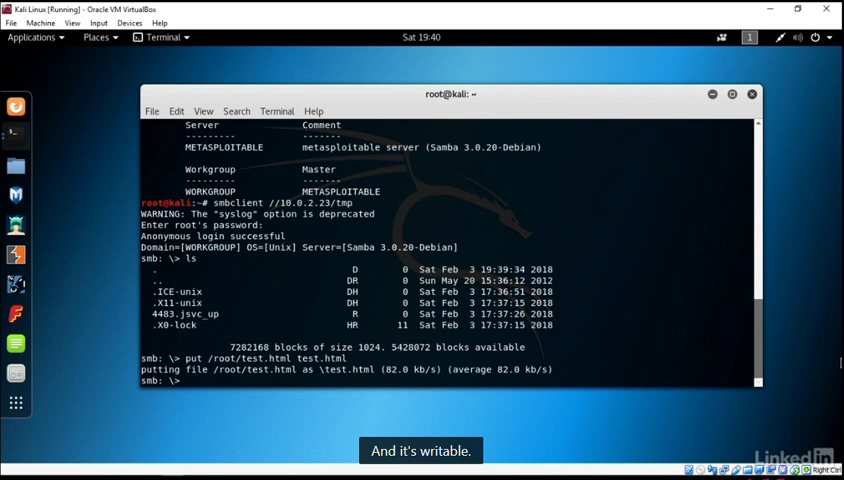 Kali Linux [Running] - Oracle VM VirtualBox
File Machine View Input Devices Help
Applications Places Terminal Sat 19:40 1
root@kali: ~
File Edit View Search Terminal Help
Server Comment
--------- -------
METASPLOITABLE metasploitable server (Samba 3.0.20-Debian)
Workgroup Master
--------- -------
WORKGROUP METASPLOITABLE
root@kali:~# smbclient //10.0.2.23/tmp
WARNING: The "syslog" option is deprecated
Enter root's password:
Anonymous login successful
Domain=[WORKGROUP] OS=[Unix] Server=[Samba 3.0.20-Debian]
smb: \> ls
. D 0 Sat Feb 3 19:39:34 2018
.. DR 0 Sun May 20 15:36:12 2012
.ICE-unix DH 0 Sat Feb 3 17:36:51 2018
.X11-unix DH 0 Sat Feb 3 17:37:15 2018
4483.jsvc_up R 0 Sat Feb 3 17:37:26 2018
.X0-lock HR 11 Sat Feb 3 17:37:15 2018
7282168 blocks of size 1024. 5428072 blocks available
smb: \> put /root/test.html test.html
putting file /root/test.html as \test.html (82.0 kb/s) (average 82.0 kb/s)
smb: \>
And it's writable.
LinkedIn
Right Ctrl